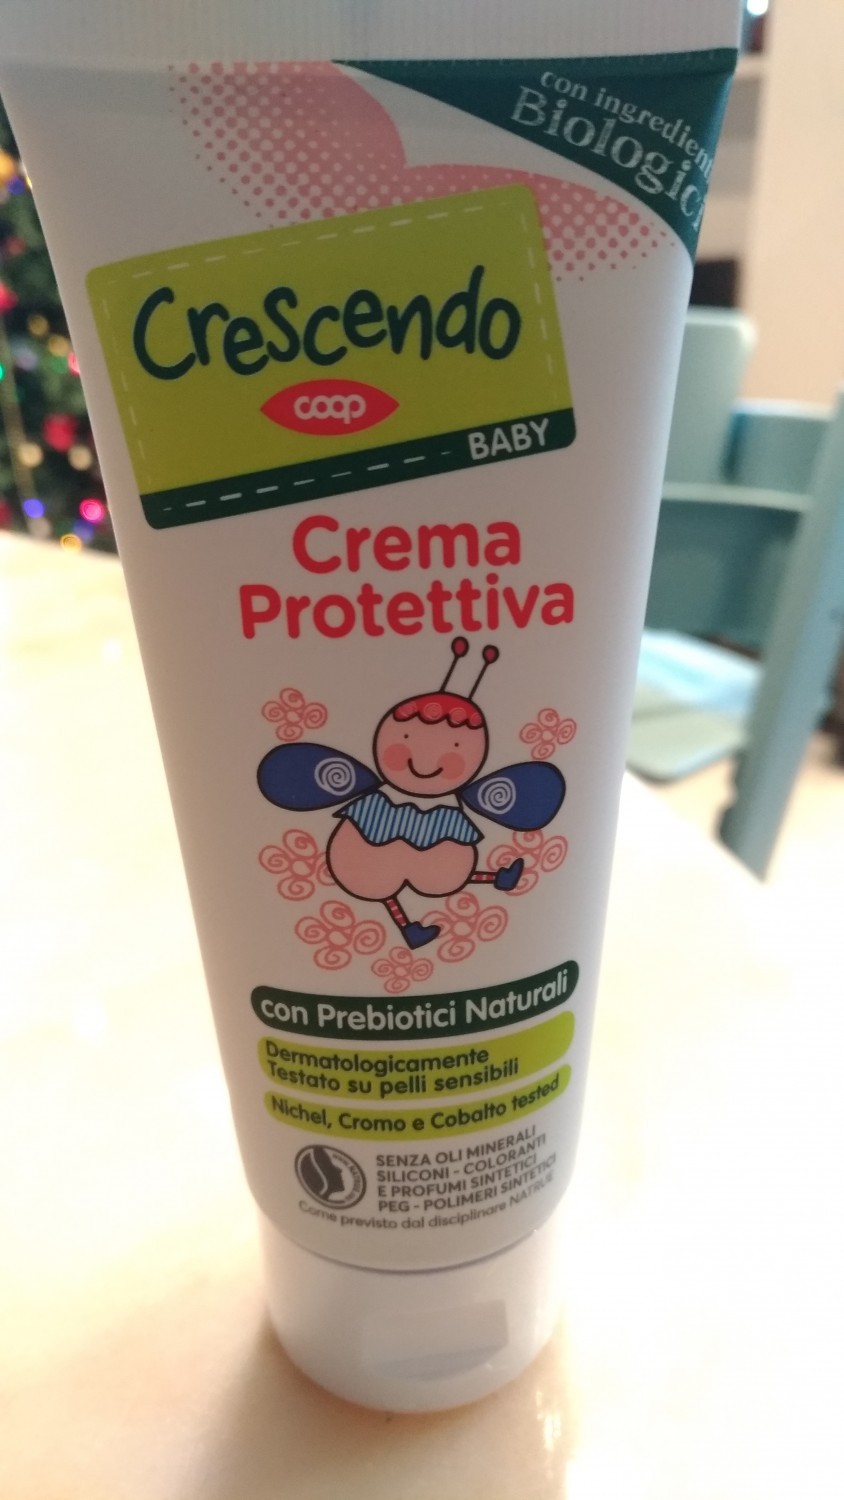 con ingredienti
Biologici
Crescendo
coop
BABY
Crema
Protettiva
con Prebiotici Naturali
Dermatologicamente
Testato su pelli sensibili
Nichel, Cromo e Cobalto tested
SENZA OLI MINERALI
SILICONI - COLORANTI
E PROFUMI SINTETICI
PEG - POLIMERI SINTETICI
Come previsto dal disciplinare NATRUE